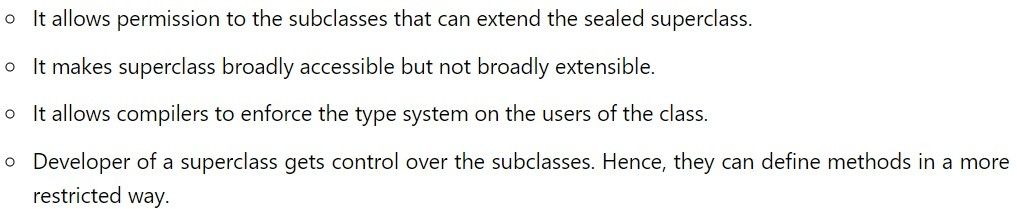 It allows permission to the subclasses that can extend the sealed superclass.
It makes superclass broadly accessible but not broadly extensible.
It allows compilers to enforce the type system on the users of the class.
Developer of a superclass gets control over the subclasses. Hence, they can define methods in a more
restricted way.